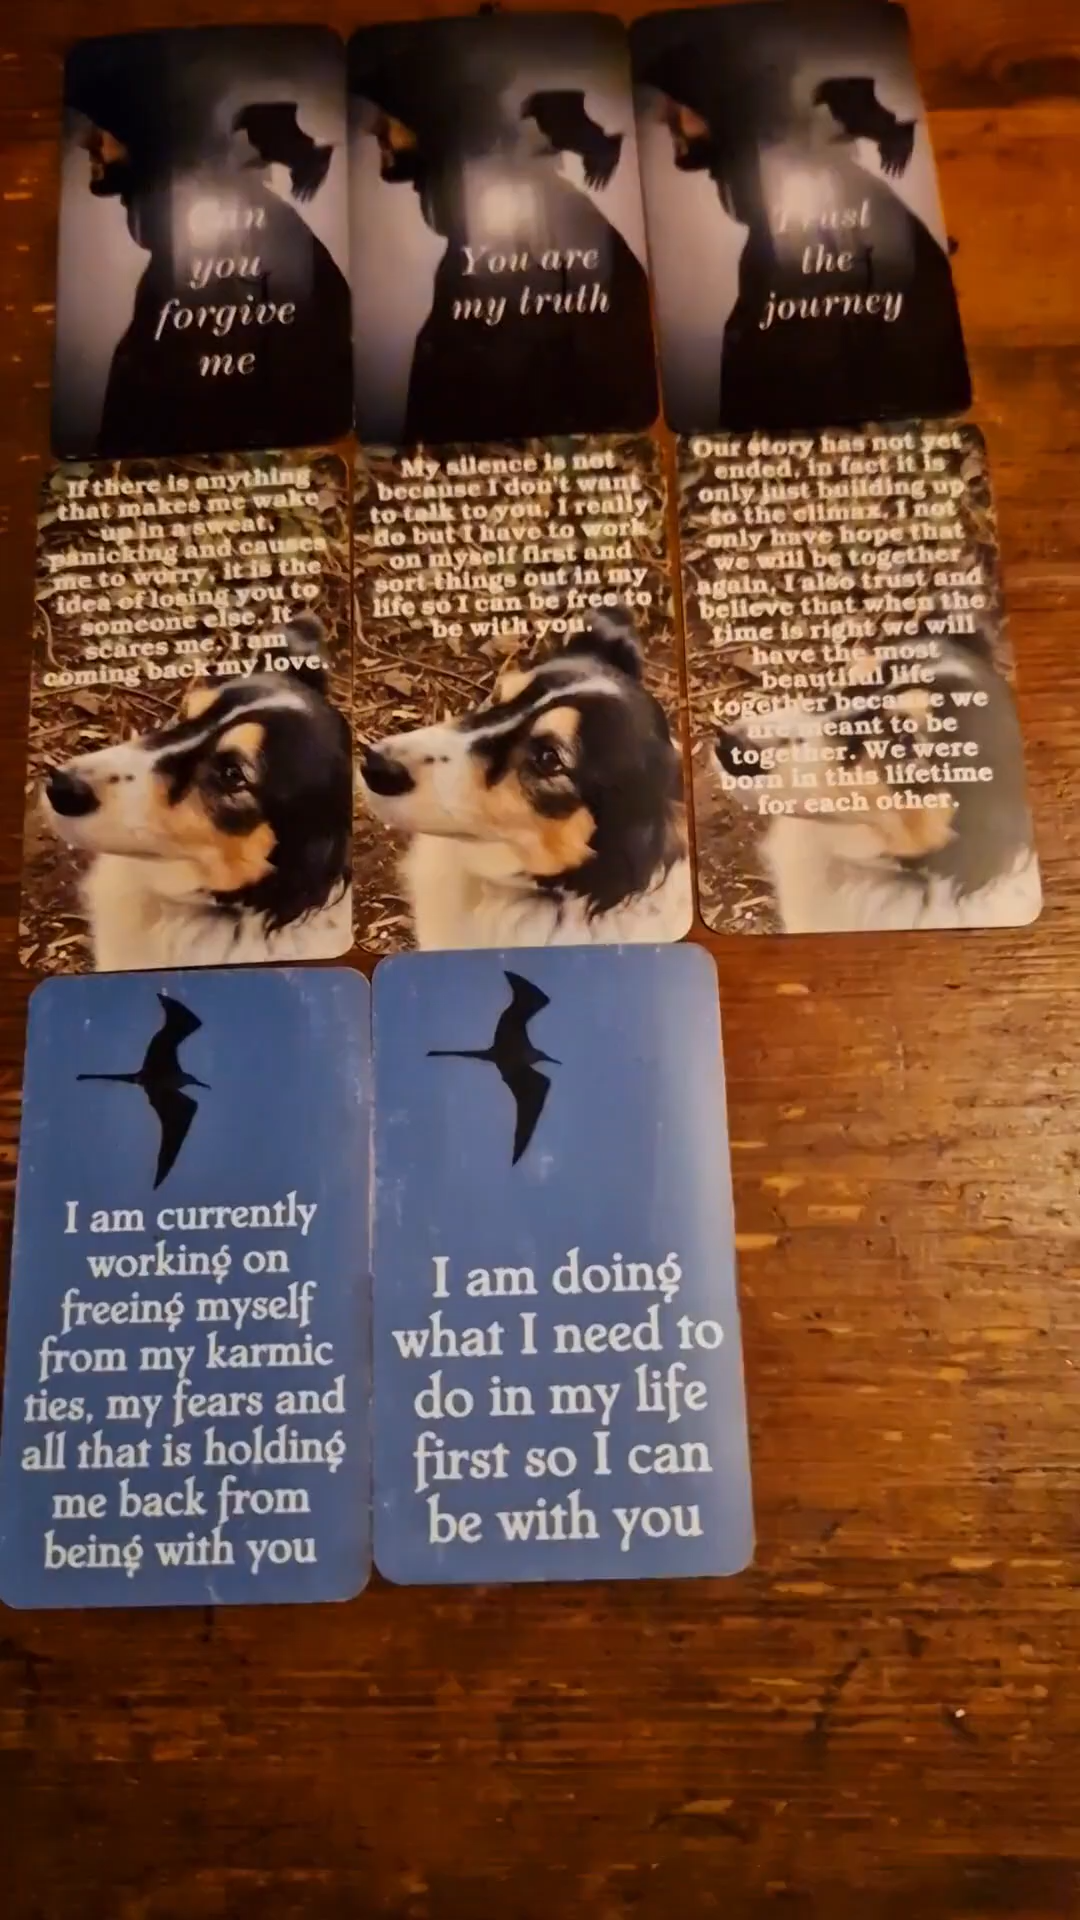 Can
you
forgive
me
You are
my truth
Trust
the
journey
If there is anything
that makes me wake
up in a sweat,
panicking and causes
me to worry, it is the
idea of losing you to
someone else. It
scares me. I am
coming back my love.
My silence is not
because I don't want
to talk to you, I really
do but I have to work
on myself first and
sort things out in my
life so I can be free to
be with you.
Our story has not yet
ended, in fact it is
only just building up
to the climax. I not
only have hope that
we will be together
again, I also trust and
believe that when the
time is right we will
have the most
beautiful life
together because we
are meant to be
together. We were
born in this lifetime
for each other.
I am currently
working on
freeing myself
from my karmic
ties, my fears and
all that is holding
me back from
being with you
I am doing
what I need to
do in my life
first so I can
be with you